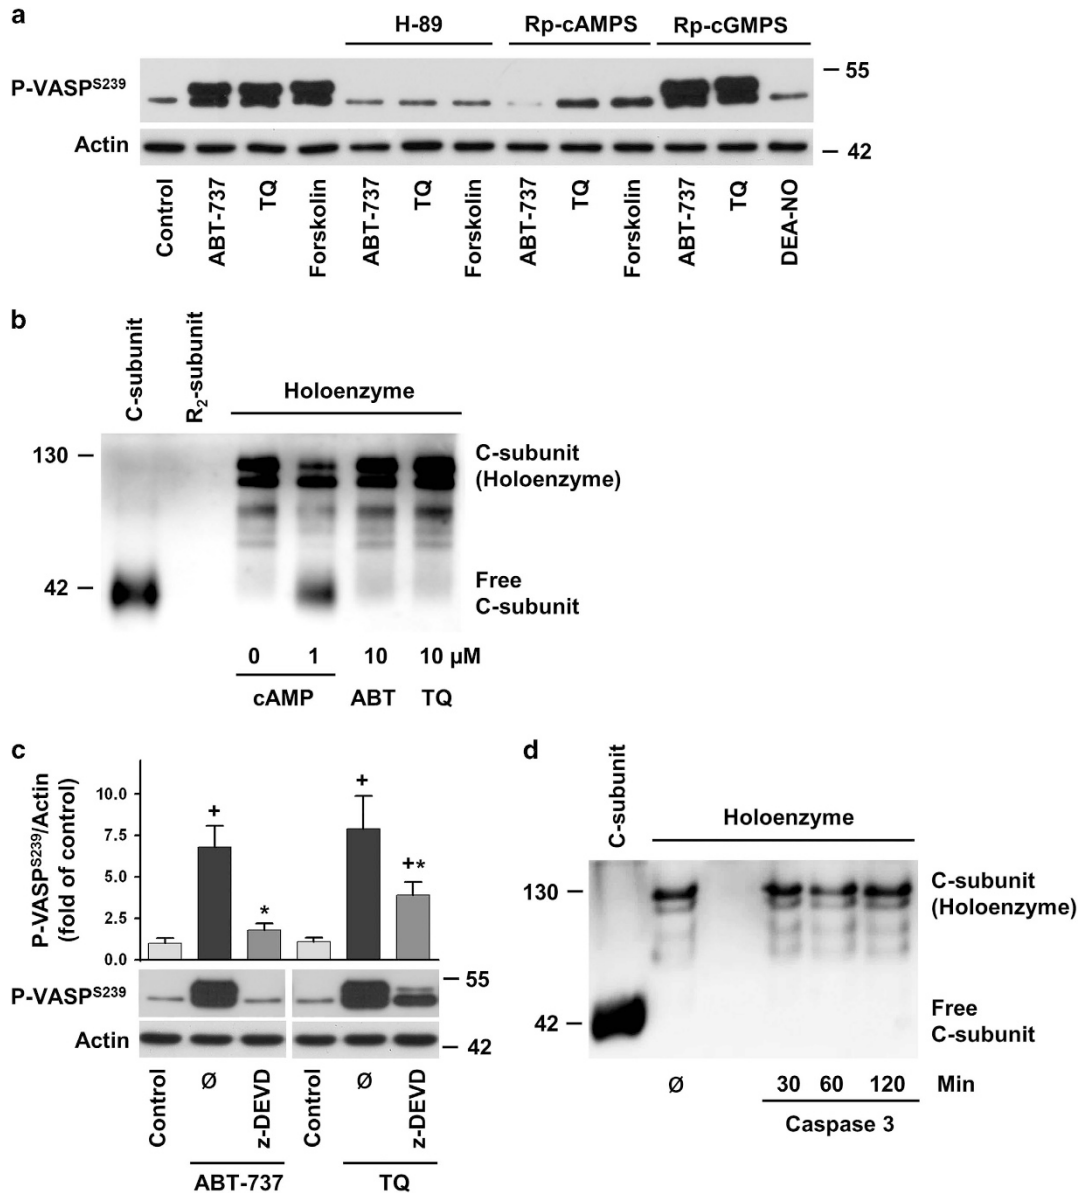 a
H-89
Rp-cAMPS
Rp-cGMPS
P-VASPS239
55
Actin
42
Control
ABT-737
TQ
Forskolin
ABT-737
TQ
Forskolin
ABT-737
TQ
Forskolin
ABT-737
TQ
DEA-NO
b
C-subunit
R2-subunit
Holoenzyme
130
C-subunit
(Holoenzyme)
42
Free
C-subunit
0 1 10 10 µM
cAMP ABT TQ
c
P-VASPS239/Actin
(fold of control)
10.0
7.5
5.0
2.5
0.0
+
*
+
+*
P-VASPS239
55
Actin
42
Control
Ø
z-DEVD
Control
Ø
z-DEVD
ABT-737
TQ
d
C-subunit
Holoenzyme
130
C-subunit
(Holoenzyme)
42
Free
C-subunit
Ø 30 60 120 Min
Caspase 3